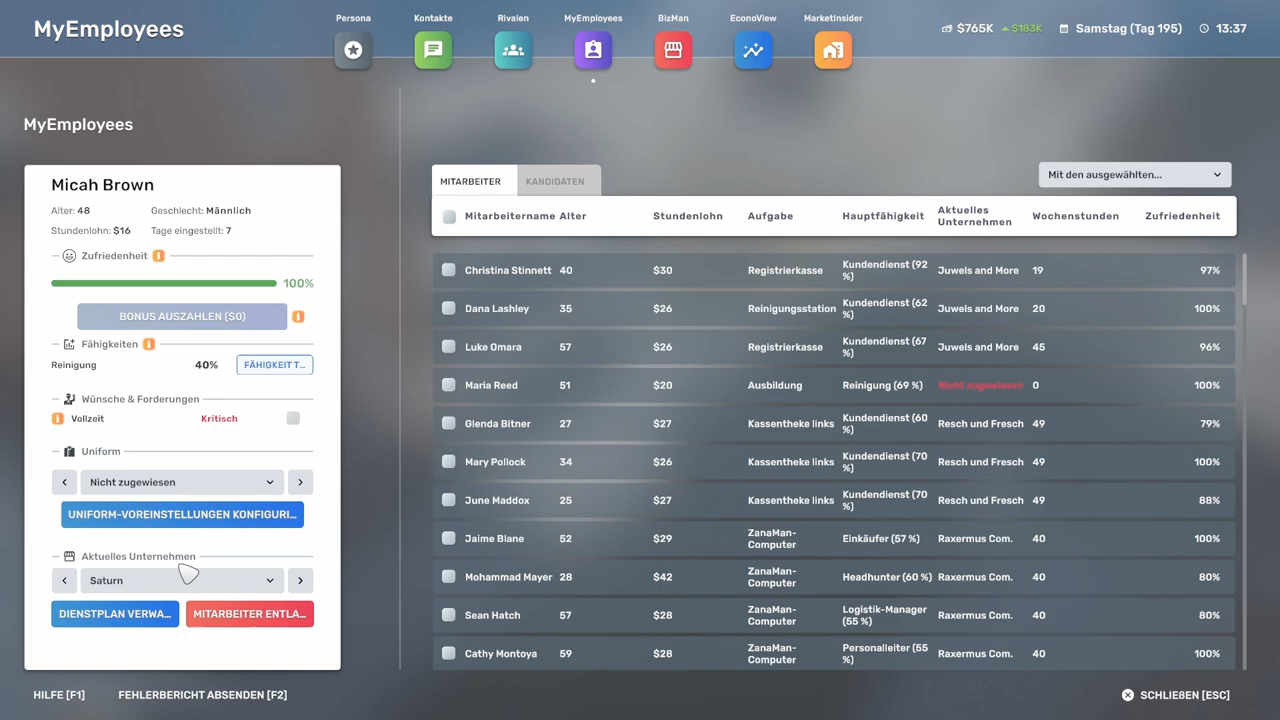 MyEmployees
Persona
Kontakte
Rivalen
MyEmployees
BizMan
EconoView
MarketInsider
$765K
$183K
Samstag (Tag 195)
13:37
MyEmployees
Micah Brown
Alter: 48
Geschlecht: Männlich
Stundenlohn: $16
Tage eingestellt: 7
Zufriedenheit
100%
BONUS AUSZAHLEN ($0)
Fähigkeiten
Reinigung
40%
FÄHIGKEIT T...
Wünsche & Forderungen
Vollzeit
Kritisch
Uniform
Nicht zugewiesen
UNIFORM-VOREINSTELLUNGEN KONFIGURI...
Aktuelles Unternehmen
Saturn
DIENSTPLAN VERWA...
MITARBEITER ENTLA...
MITARBEITER
KANDIDATEN
Mit den ausgewählten...
Mitarbeitername Alter Stundenlohn Aufgabe Hauptfähigkeit Aktuelles Unternehmen Wochenstunden Zufriedenheit
Christina Stinnett 40 $30 Registrierkasse Kundendienst (92 %) Juwels and More 19 97%
Dana Lashley 35 $26 Reinigungsstation Kundendienst (62 %) Juwels and More 20 100%
Luke Omara 57 $26 Registrierkasse Kundendienst (67 %) Juwels and More 45 96%
Maria Reed 51 $20 Ausbildung Reinigung (69 %) Nicht zugewiesen 0 100%
Glenda Bitner 27 $27 Kassentheke links Kundendienst (60 %) Resch und Fresch 49 79%
Mary Pollock 34 $26 Kassentheke links Kundendienst (70 %) Resch und Fresch 49 100%
June Maddox 25 $27 Kassentheke links Kundendienst (70 %) Resch und Fresch 49 88%
Jaime Blane 52 $29 ZanaMan-Computer Einkäufer (57 %) Raxermus Com. 40 100%
Mohammad Mayer 28 $42 ZanaMan-Computer Headhunter (60 %) Raxermus Com. 40 80%
Sean Hatch 57 $28 ZanaMan-Computer Logistik-Manager (55 %) Raxermus Com. 40 80%
Cathy Montoya 59 $28 ZanaMan-Computer Personalleiter (55 %) Raxermus Com. 40 100%
HILFE [F1]
FEHLERBERICHT ABSENDEN [F2]
SCHLIEẞEN [ESC]